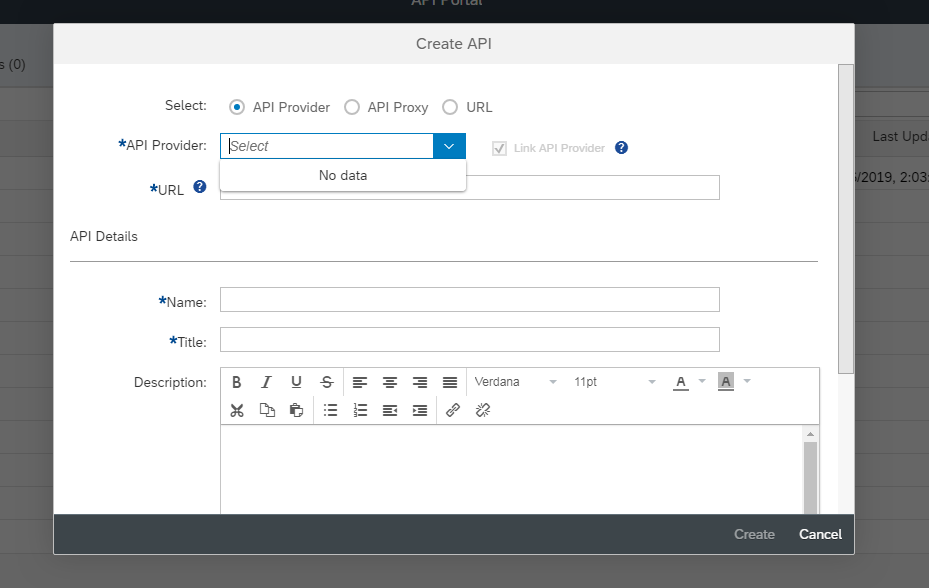 API Portal
Create API
s (0)
Select: API Provider API Proxy URL
*API Provider: Select Link API Provider ?
No data
*URL ?
Last Upd
/2019, 2:03:
API Details
*Name:
*Title:
Description: B I U S Verdana 11pt A A
Create Cancel